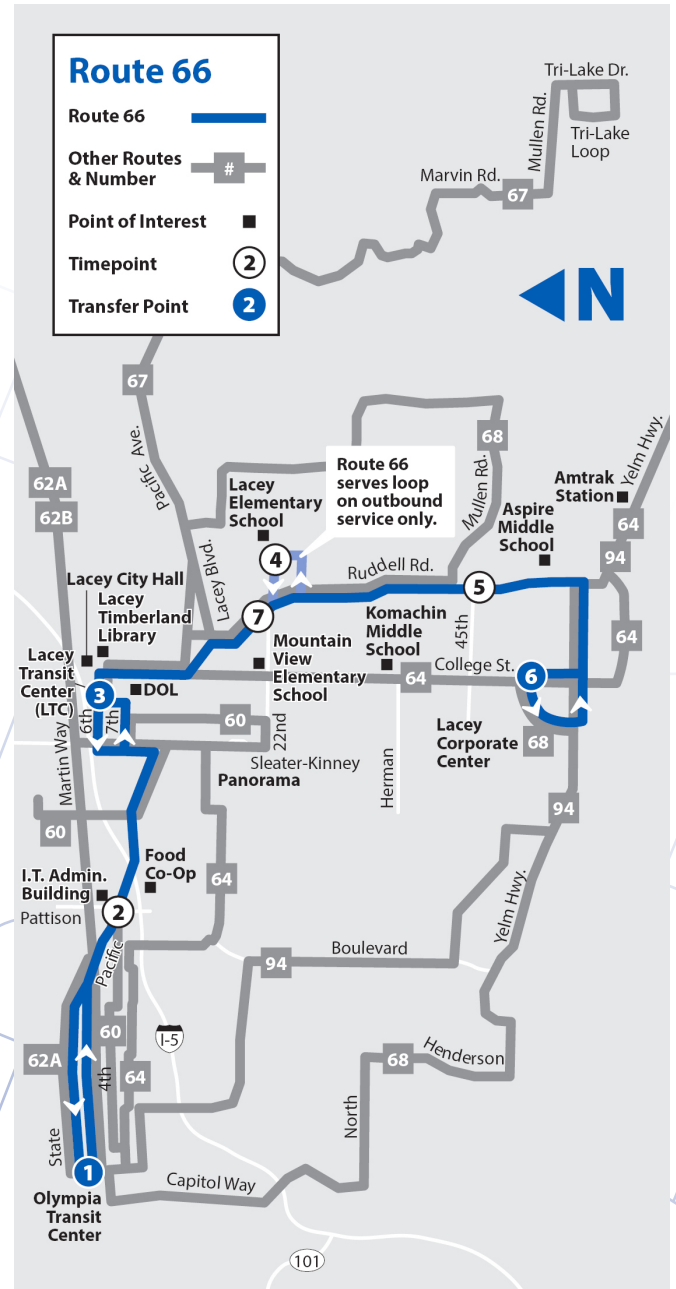 Route 66
Route 66
Other Routes
& Number
#
Point of Interest
Timepoint
2
Transfer Point
2
Tri-Lake Dr.
Mullen Rd.
Tri-Lake
Loop
Marvin Rd.
67
N
67
Pacific Ave.
62A
62B
68
Mullen Rd.
Yelm Hwy.
Route 66
serves loop
on outbound
service only.
Lacey
Elementary
School
Amtrak
Station
Aspire
Middle
School
64
94
4
Lacey Blvd.
Ruddell Rd.
5
7
Lacey City Hall
Lacey
Timberland
Library
Komachin
Middle
School
45th
64
Mountain
View
Elementary
School
College St.
64
6
Lacey
Transit
Center
(LTC)
3
DOL
6th
7th
60
22nd
Lacey
Corporate
Center
68
Martin Way
Sleater-Kinney
Panorama
Herman
94
60
Food
Co-Op
64
I.T. Admin.
Building
Pattison
2
Pacific
Boulevard
94
Yelm Hwy.
60
I-5
62A
64
4th
68
Henderson
State
North
1
Capitol Way
Olympia
Transit
Center
101